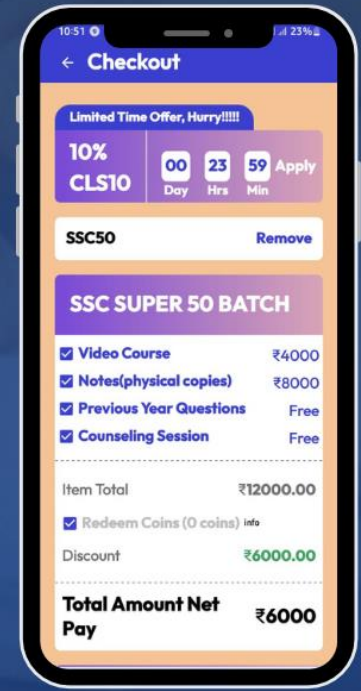 10:51
23%
← Checkout
Limited Time Offer, Hurry!!!!!
10%
CLS10
00 23 59 Apply
Day Hrs Min
SSC50 Remove
SSC SUPER 50 BATCH
Video Course ₹4000
Notes(physical copies) ₹8000
Previous Year Questions Free
Counseling Session Free
Item Total ₹12000.00
Redeem Coins (0 coins) info
Discount ₹6000.00
Total Amount Net
Pay ₹6000